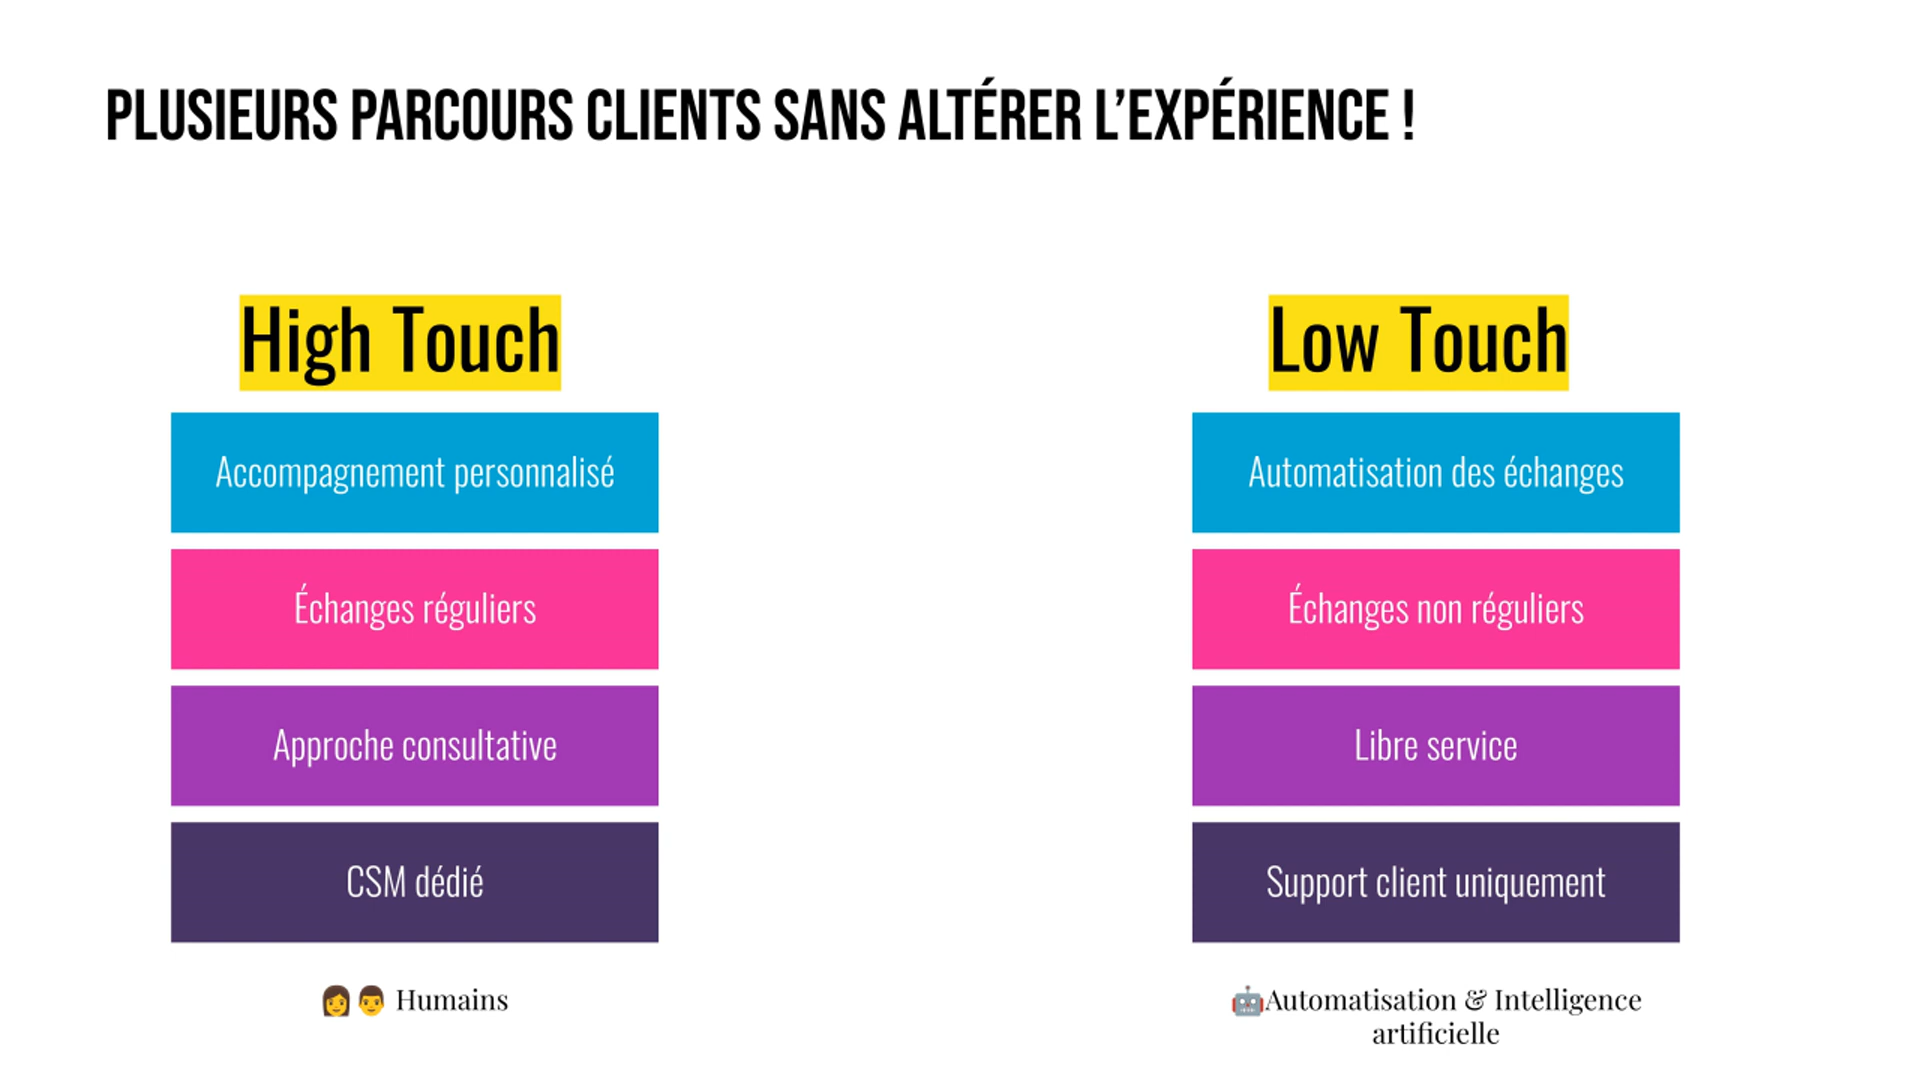 PLUSIEURS PARCOURS CLIENTS SANS ALTÉRER L’EXPÉRIENCE !
High Touch
Accompagnement personnalisé
Échanges réguliers
Approche consultative
CSM dédié
👩👨 Humains
Low Touch
Automatisation des échanges
Échanges non réguliers
Libre service
Support client uniquement
🤖Automatisation & Intelligence
artificielle